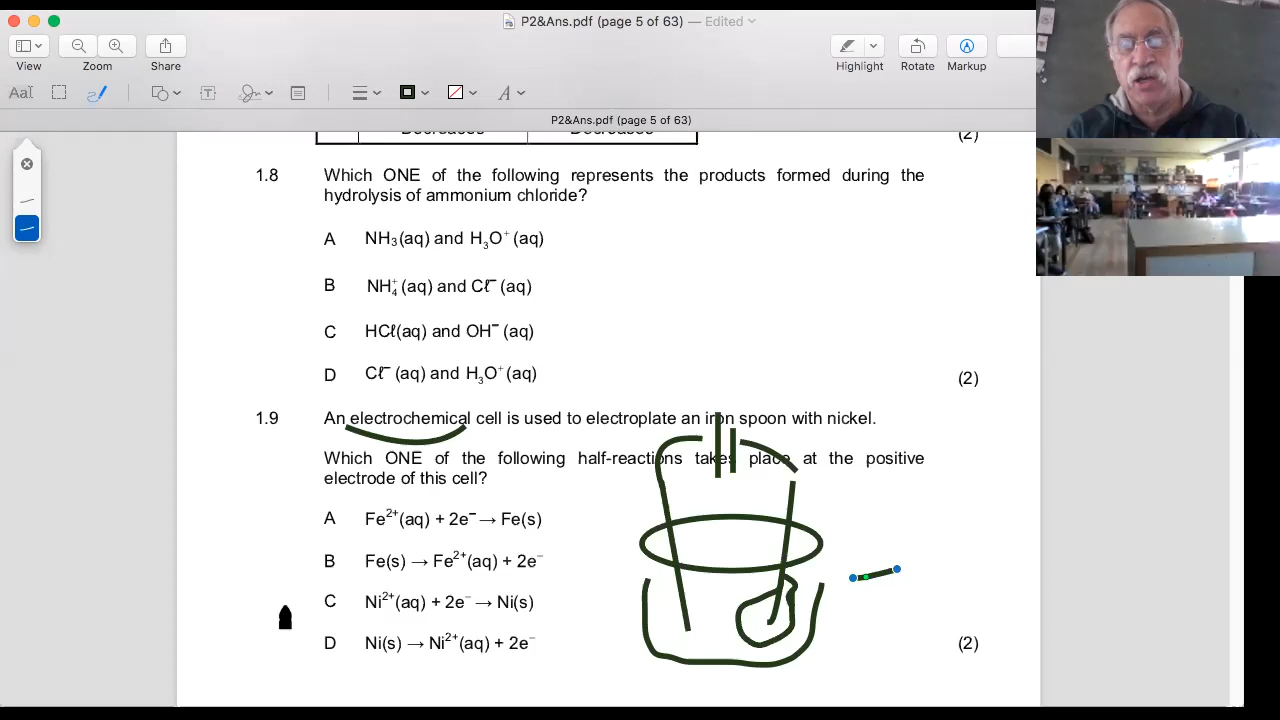 P2&Ans.pdf (page 5 of 63) — Edited
View
Zoom
Share
Highlight
Rotate
Markup
AaI
T
A
P2&Ans.pdf (page 5 of 63)
Decreases Decreases
(2)
1.8 Which ONE of the following represents the products formed during the
hydrolysis of ammonium chloride?
A NH₃(aq) and H₃O⁺(aq)
B NH₄⁺(aq) and Cℓ⁻(aq)
C HCℓ(aq) and OH⁻(aq)
D Cℓ⁻(aq) and H₃O⁺(aq) (2)
1.9 An electrochemical cell is used to electroplate an iron spoon with nickel.
Which ONE of the following half-reactions takes place at the positive
electrode of this cell?
A Fe²⁺(aq) + 2e⁻ → Fe(s)
B Fe(s) → Fe²⁺(aq) + 2e⁻
C Ni²⁺(aq) + 2e⁻ → Ni(s)
D Ni(s) → Ni²⁺(aq) + 2e⁻ (2)